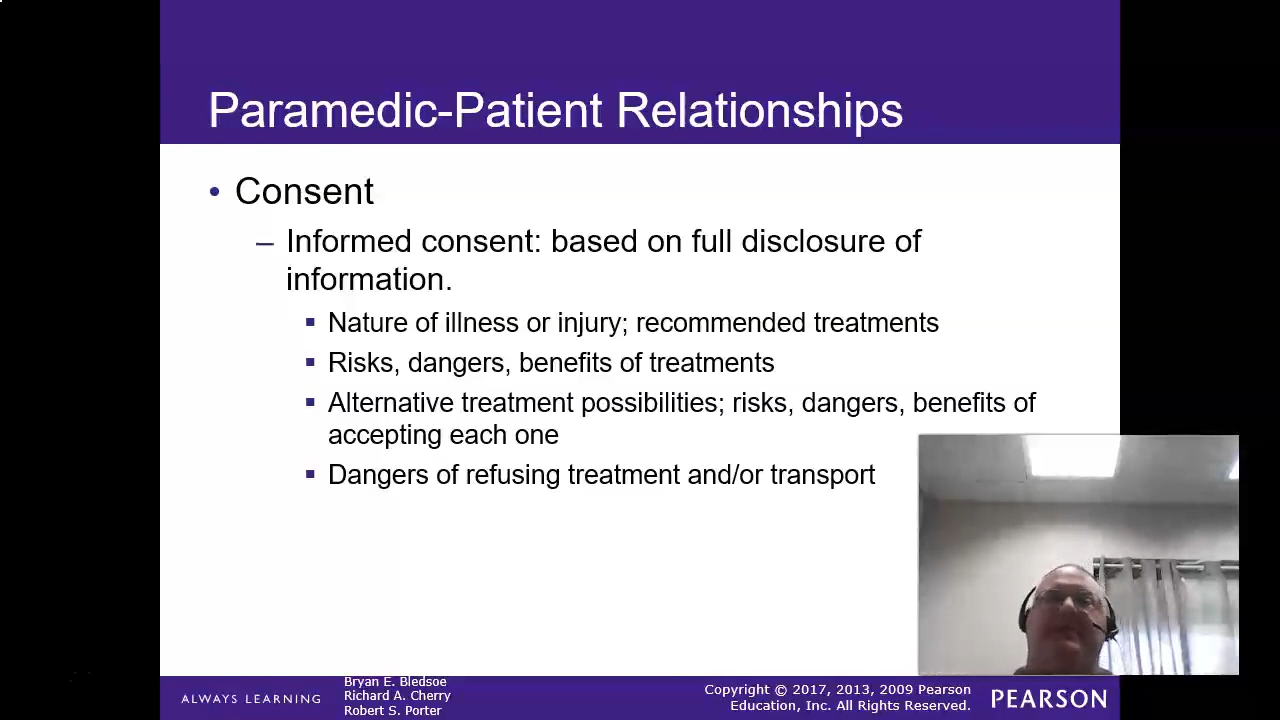 Paramedic-Patient Relationships
• Consent
– Informed consent: based on full disclosure of
information.
▪ Nature of illness or injury; recommended treatments
▪ Risks, dangers, benefits of treatments
▪ Alternative treatment possibilities; risks, dangers, benefits of
accepting each one
▪ Dangers of refusing treatment and/or transport
ALWAYS LEARNING
Bryan E. Bledsoe
Richard A. Cherry
Robert S. Porter
Copyright © 2017, 2013, 2009 Pearson
Education, Inc. All Rights Reserved.
PEARSON